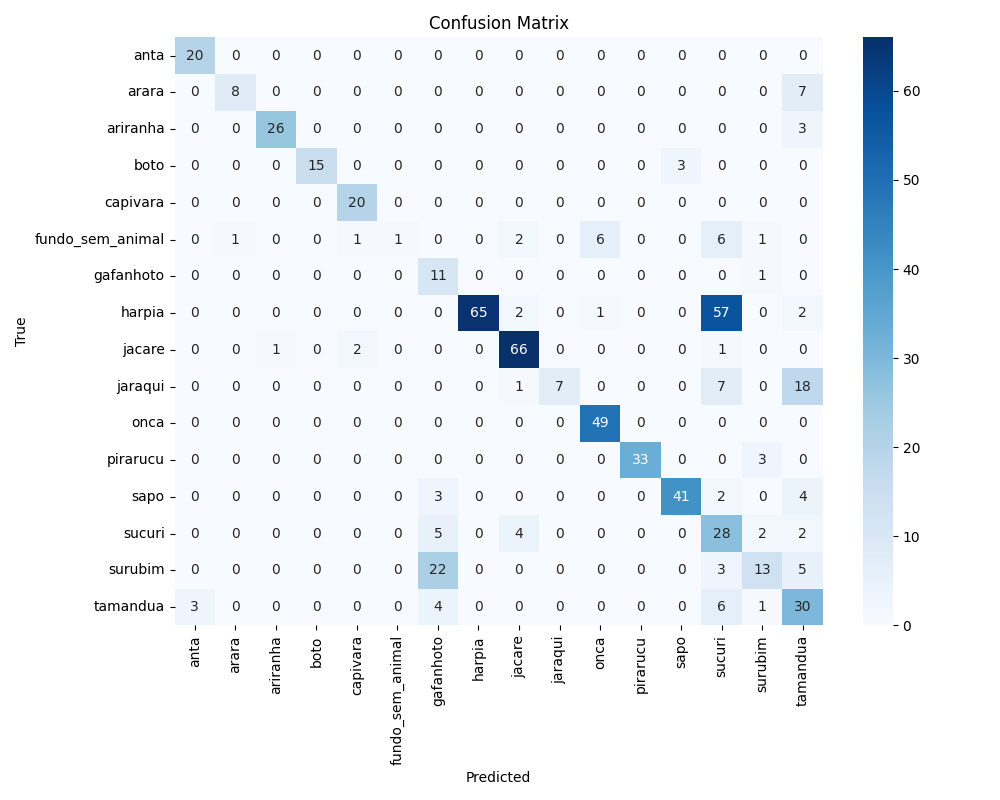 Confusion Matrix
anta 20 0 0 0 0 0 0 0 0 0 0 0 0 0 0 0
arara 0 8 0 0 0 0 0 0 0 0 0 0 0 0 0 7
ariranha 0 0 26 0 0 0 0 0 0 0 0 0 0 0 0 3
boto 0 0 0 15 0 0 0 0 0 0 0 0 3 0 0 0
capivara 0 0 0 0 20 0 0 0 0 0 0 0 0 0 0 0
fundo_sem_animal 0 1 0 0 1 1 0 0 2 0 6 0 0 6 1 0
gafanhoto 0 0 0 0 0 0 11 0 0 0 0 0 0 0 1 0
harpia 0 0 0 0 0 0 0 65 2 0 1 0 0 57 0 2
jacare 0 0 1 0 2 0 0 0 66 0 0 0 0 1 0 0
jaraqui 0 0 0 0 0 0 0 0 1 7 0 0 0 7 0 18
onca 0 0 0 0 0 0 0 0 0 0 49 0 0 0 0 0
pirarucu 0 0 0 0 0 0 0 0 0 0 0 33 0 0 3 0
sapo 0 0 0 0 0 0 3 0 0 0 0 0 41 2 0 4
sucuri 0 0 0 0 0 0 5 0 4 0 0 0 0 28 2 2
surubim 0 0 0 0 0 0 22 0 0 0 0 0 0 3 13 5
tamandua 3 0 0 0 0 0 4 0 0 0 0 0 0 6 1 30
True
anta
arara
ariranha
boto
capivara
fundo_sem_animal
gafanhoto
harpia
jacare
jaraqui
onca
pirarucu
sapo
sucuri
surubim
tamandua
Predicted
60
50
40
30
20
10
0